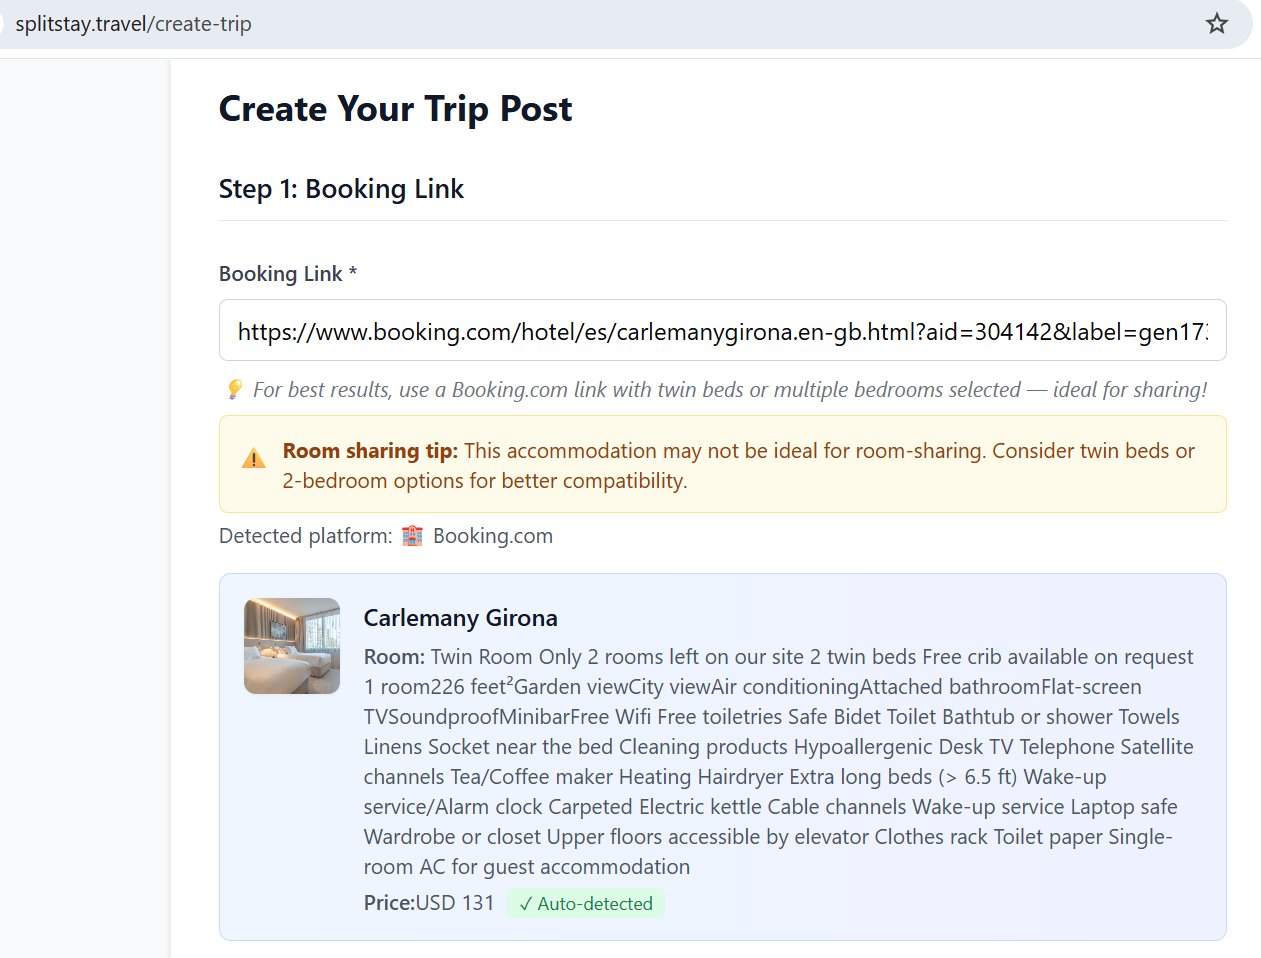 splitstay.travel/create-trip
Create Your Trip Post
Step 1: Booking Link
Booking Link *
https://www.booking.com/hotel/es/carlemanygirona.en-gb.html?aid=304142&label=gen173
For best results, use a Booking.com link with twin beds or multiple bedrooms selected — ideal for sharing!
Room sharing tip: This accommodation may not be ideal for room-sharing. Consider twin beds or
2-bedroom options for better compatibility.
Detected platform: Booking.com
Carlemany Girona
Room: Twin Room Only 2 rooms left on our site 2 twin beds Free crib available on request
1 room226 feet²Garden viewCity viewAir conditioningAttached bathroomFlat-screen
TVSoundproofMinibarFree Wifi Free toiletries Safe Bidet Toilet Bathtub or shower Towels
Linens Socket near the bed Cleaning products Hypoallergenic Desk TV Telephone Satellite
channels Tea/Coffee maker Heating Hairdryer Extra long beds (> 6.5 ft) Wake-up
service/Alarm clock Carpeted Electric kettle Cable channels Wake-up service Laptop safe
Wardrobe or closet Upper floors accessible by elevator Clothes rack Toilet paper Single-
room AC for guest accommodation
Price:USD 131 ✓ Auto-detected